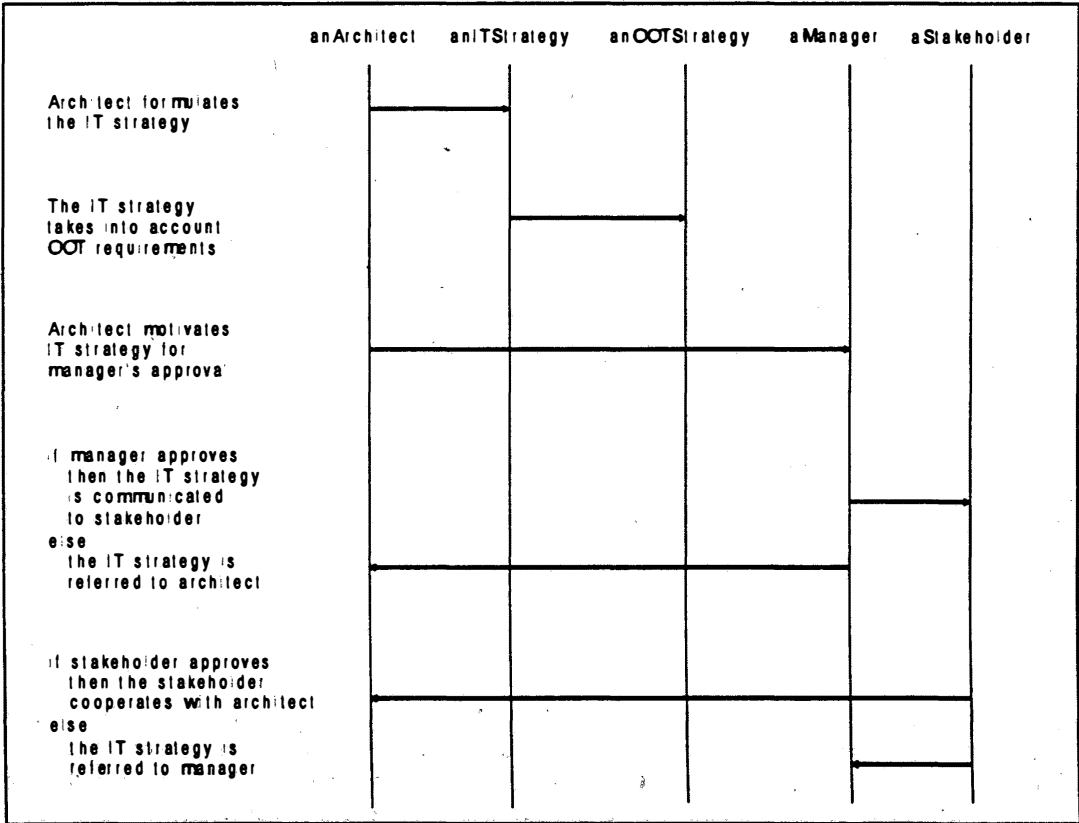 anArchitect anITStrategy anOOTStrategy aManager aStakeholder
Architect formulates
the IT strategy
The IT strategy
takes into account
OOT requirements
Architect motivates
IT strategy for
manager's approval
if manager approves
then the IT strategy
is communicated
to stakeholder
else
the IT strategy is
referred to architect
if stakeholder approves
then the stakeholder
cooperates with architect
else
the IT strategy is
referred to manager